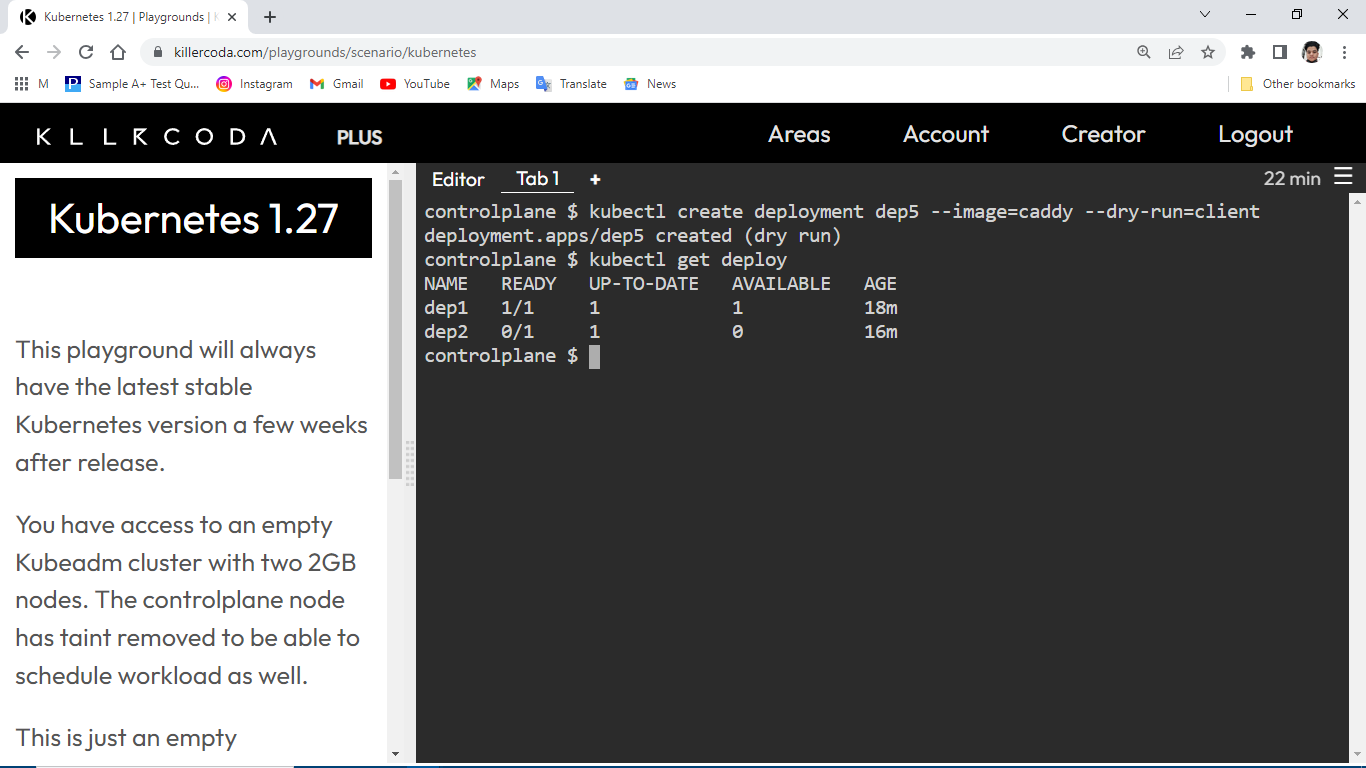 Kubernetes 1.27 | Playgrounds |
killercoda.com/playgrounds/scenario/kubernetes
M Sample A+ Test Qu... Instagram Gmail YouTube Maps Translate News Other bookmarks
KLLRCODA PLUS Areas Account Creator Logout
Kubernetes 1.27
This playground will always
have the latest stable
Kubernetes version a few weeks
after release.
You have access to an empty
Kubeadm cluster with two 2GB
nodes. The controlplane node
has taint removed to be able to
schedule workload as well.
This is just an empty
Editor Tab 1 + 22 min
controlplane $ kubectl create deployment dep5 --image=caddy --dry-run=client
deployment.apps/dep5 created (dry run)
controlplane $ kubectl get deploy
NAME READY UP-TO-DATE AVAILABLE AGE
dep1 1/1 1 1 18m
dep2 0/1 1 0 16m
controlplane $